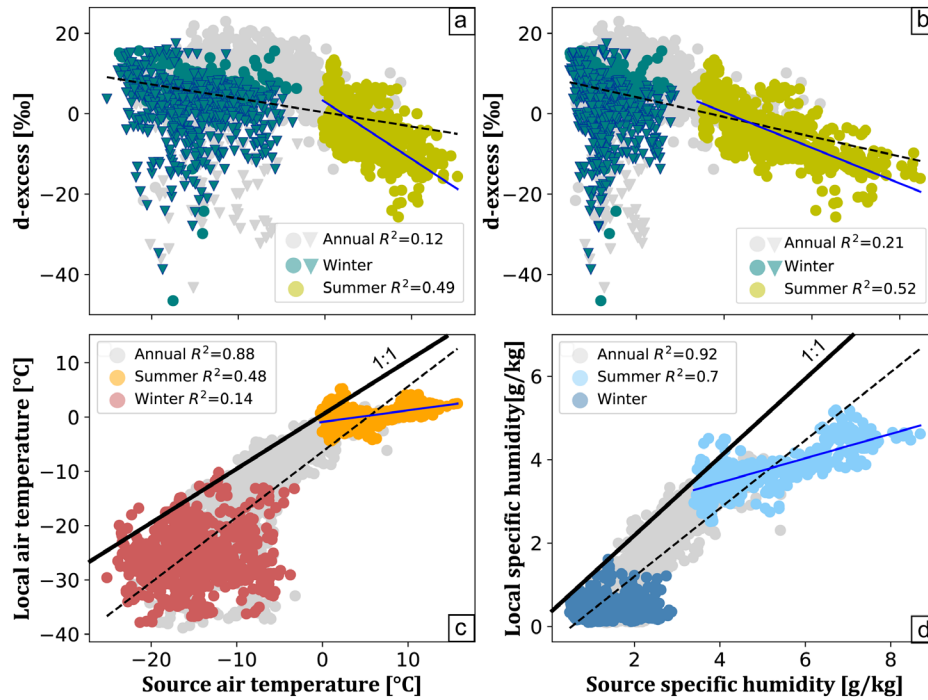 a
20
0
−20
−40
d-excess [‰]
Annual R²=0.12
Winter
Summer R²=0.49
b
20
0
−20
−40
d-excess [‰]
Annual R²=0.21
Winter
Summer R²=0.52
10
0
−10
−20
−30
−40
Local air temperature [°C]
Annual R²=0.88
Summer R²=0.48
Winter R²=0.14
1:1
c
−20
−10
0
10
Source air temperature [°C]
6
4
2
0
Local specific humidity[g/kg]
Annual R²=0.92
Summer R²=0.7
Winter
1:1
d
2
4
6
8
Source specific humidity [g/kg]